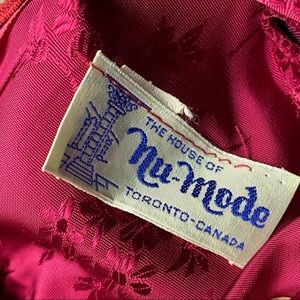 THE HOUSE OF
Nu-Mode
TORONTO-CANADA